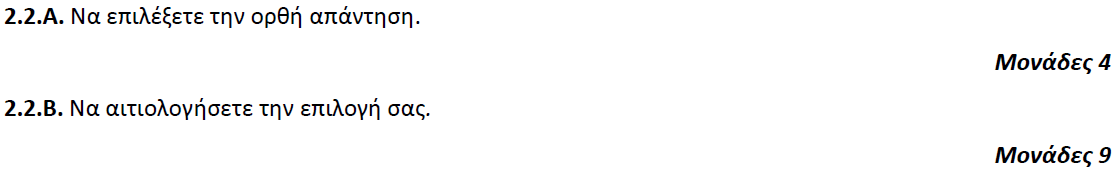 2.2.Α. Να επιλέξετε την ορθή απάντηση.
Μονάδες 4
2.2.Β. Να αιτιολογήσετε την επιλογή σας.
Μονάδες 9